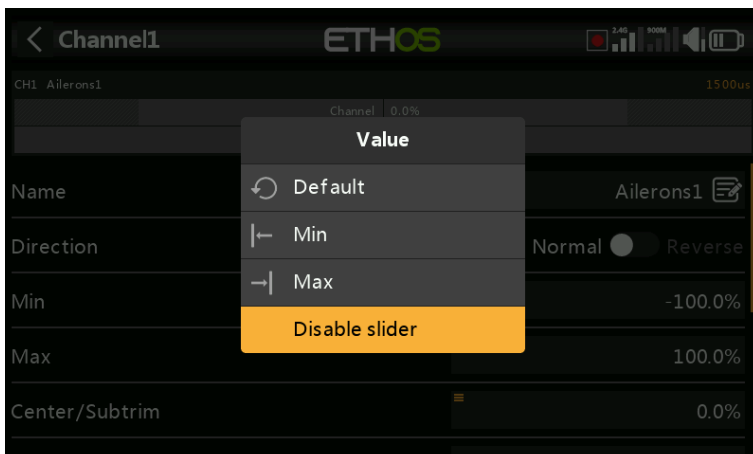 Channel1 ETHOS 2.4G 900M
CH1 Ailerons1 1500us
Channel 0.0%
Value
Default
Min
Max
Disable slider
Name Ailerons1
Direction Normal Reverse
Min -100.0%
Max 100.0%
Center/Subtrim 0.0%